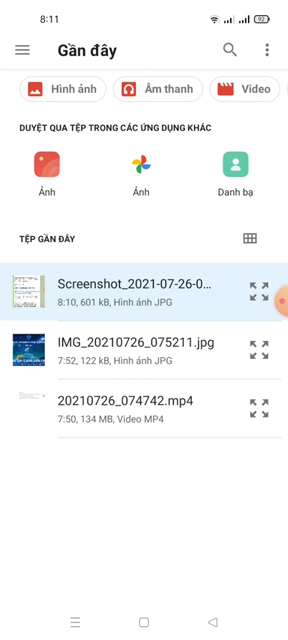 8:11
92
Gần đây
Hình ảnh
Âm thanh
Video
DUYỆT QUA TỆP TRONG CÁC ỨNG DỤNG KHÁC
Ảnh
Ảnh
Danh bạ
TỆP GẦN ĐÂY
Screenshot_2021-07-26-0...
8:10, 601 kB, Hình ảnh JPG
IMG_20210726_075211.jpg
7:52, 122 kB, Hình ảnh JPG
20210726_074742.mp4
7:50, 134 MB, Video MP4